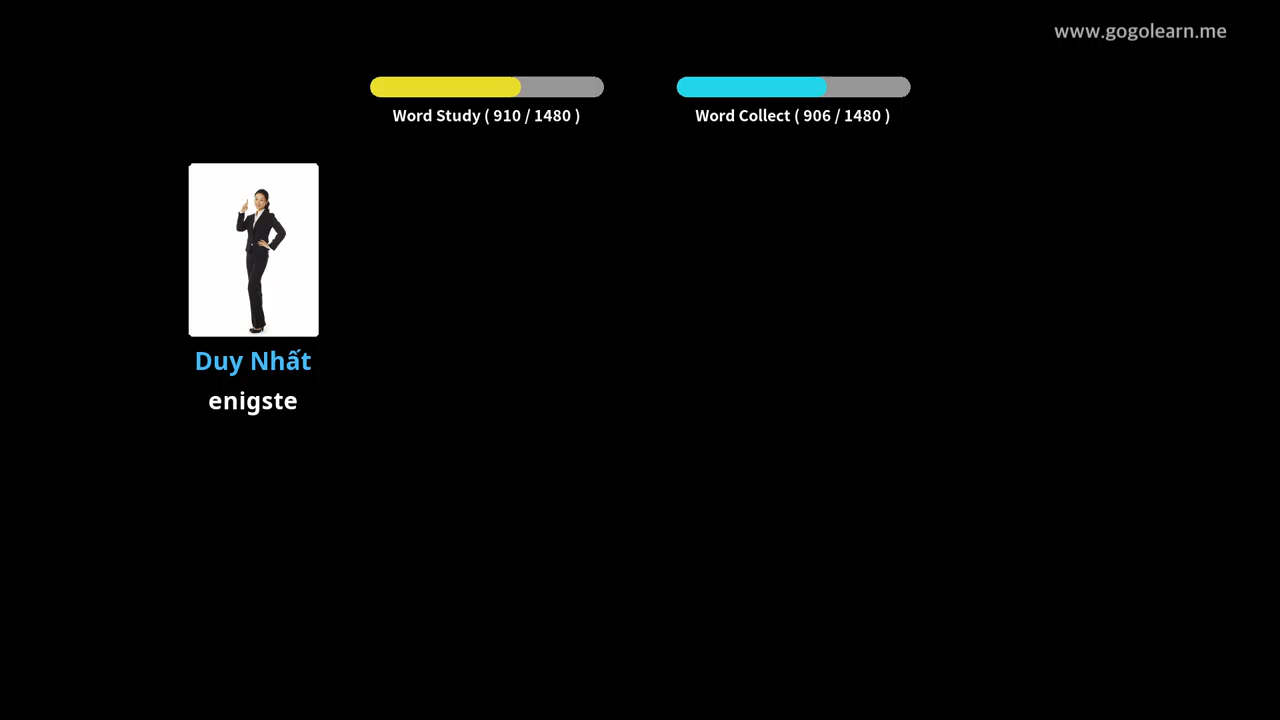 www.gogolearn.me
Word Study ( 910 / 1480 )
Word Collect ( 906 / 1480 )
Duy Nhất
enigste